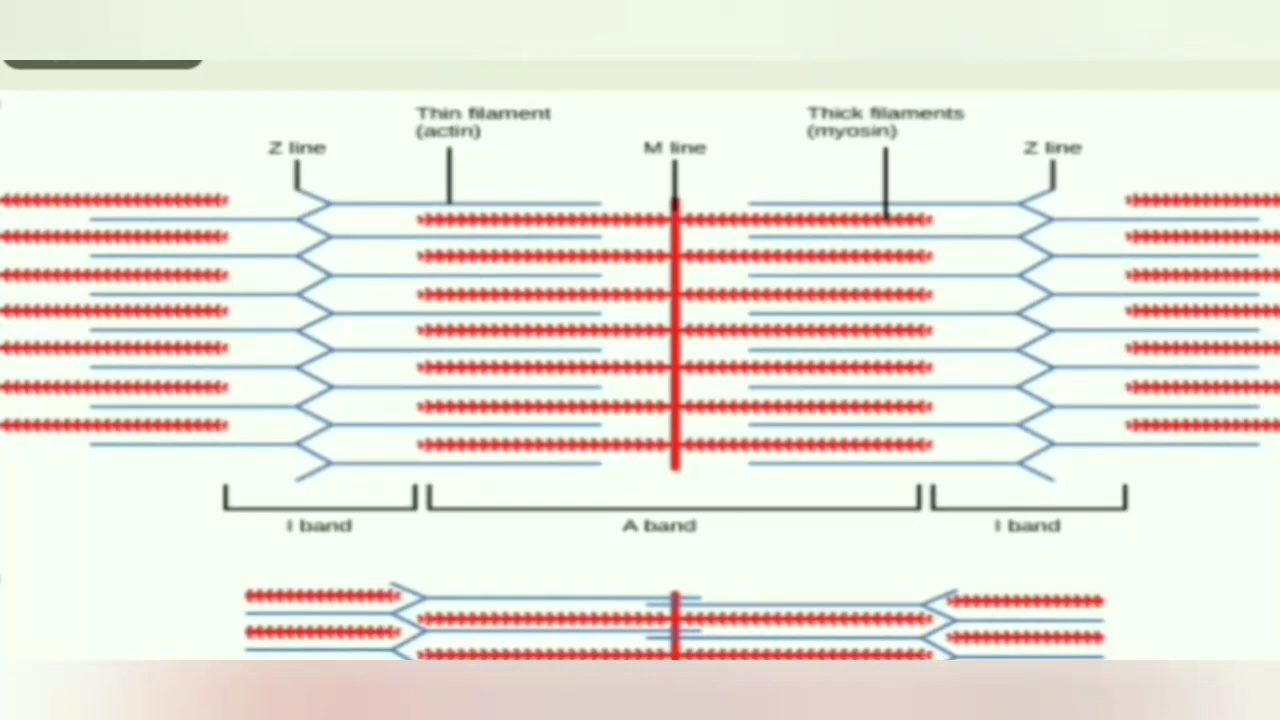 Thin filament
(actin)
Thick filaments
(myosin)
Z line
M line
Z line
I band
A band
I band